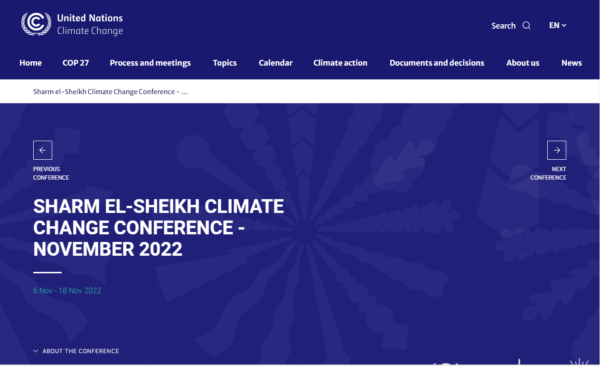 United Nations
Climate Change
Search
EN
Home COP 27 Process and meetings Topics Calendar Climate action Documents and decisions About us News
Sharm el-Sheikh Climate Change Conference - ...
PREVIOUS
CONFERENCE
NEXT
CONFERENCE
SHARM EL-SHEIKH CLIMATE
CHANGE CONFERENCE -
NOVEMBER 2022
6 Nov - 18 Nov 2022
ABOUT THE CONFERENCE